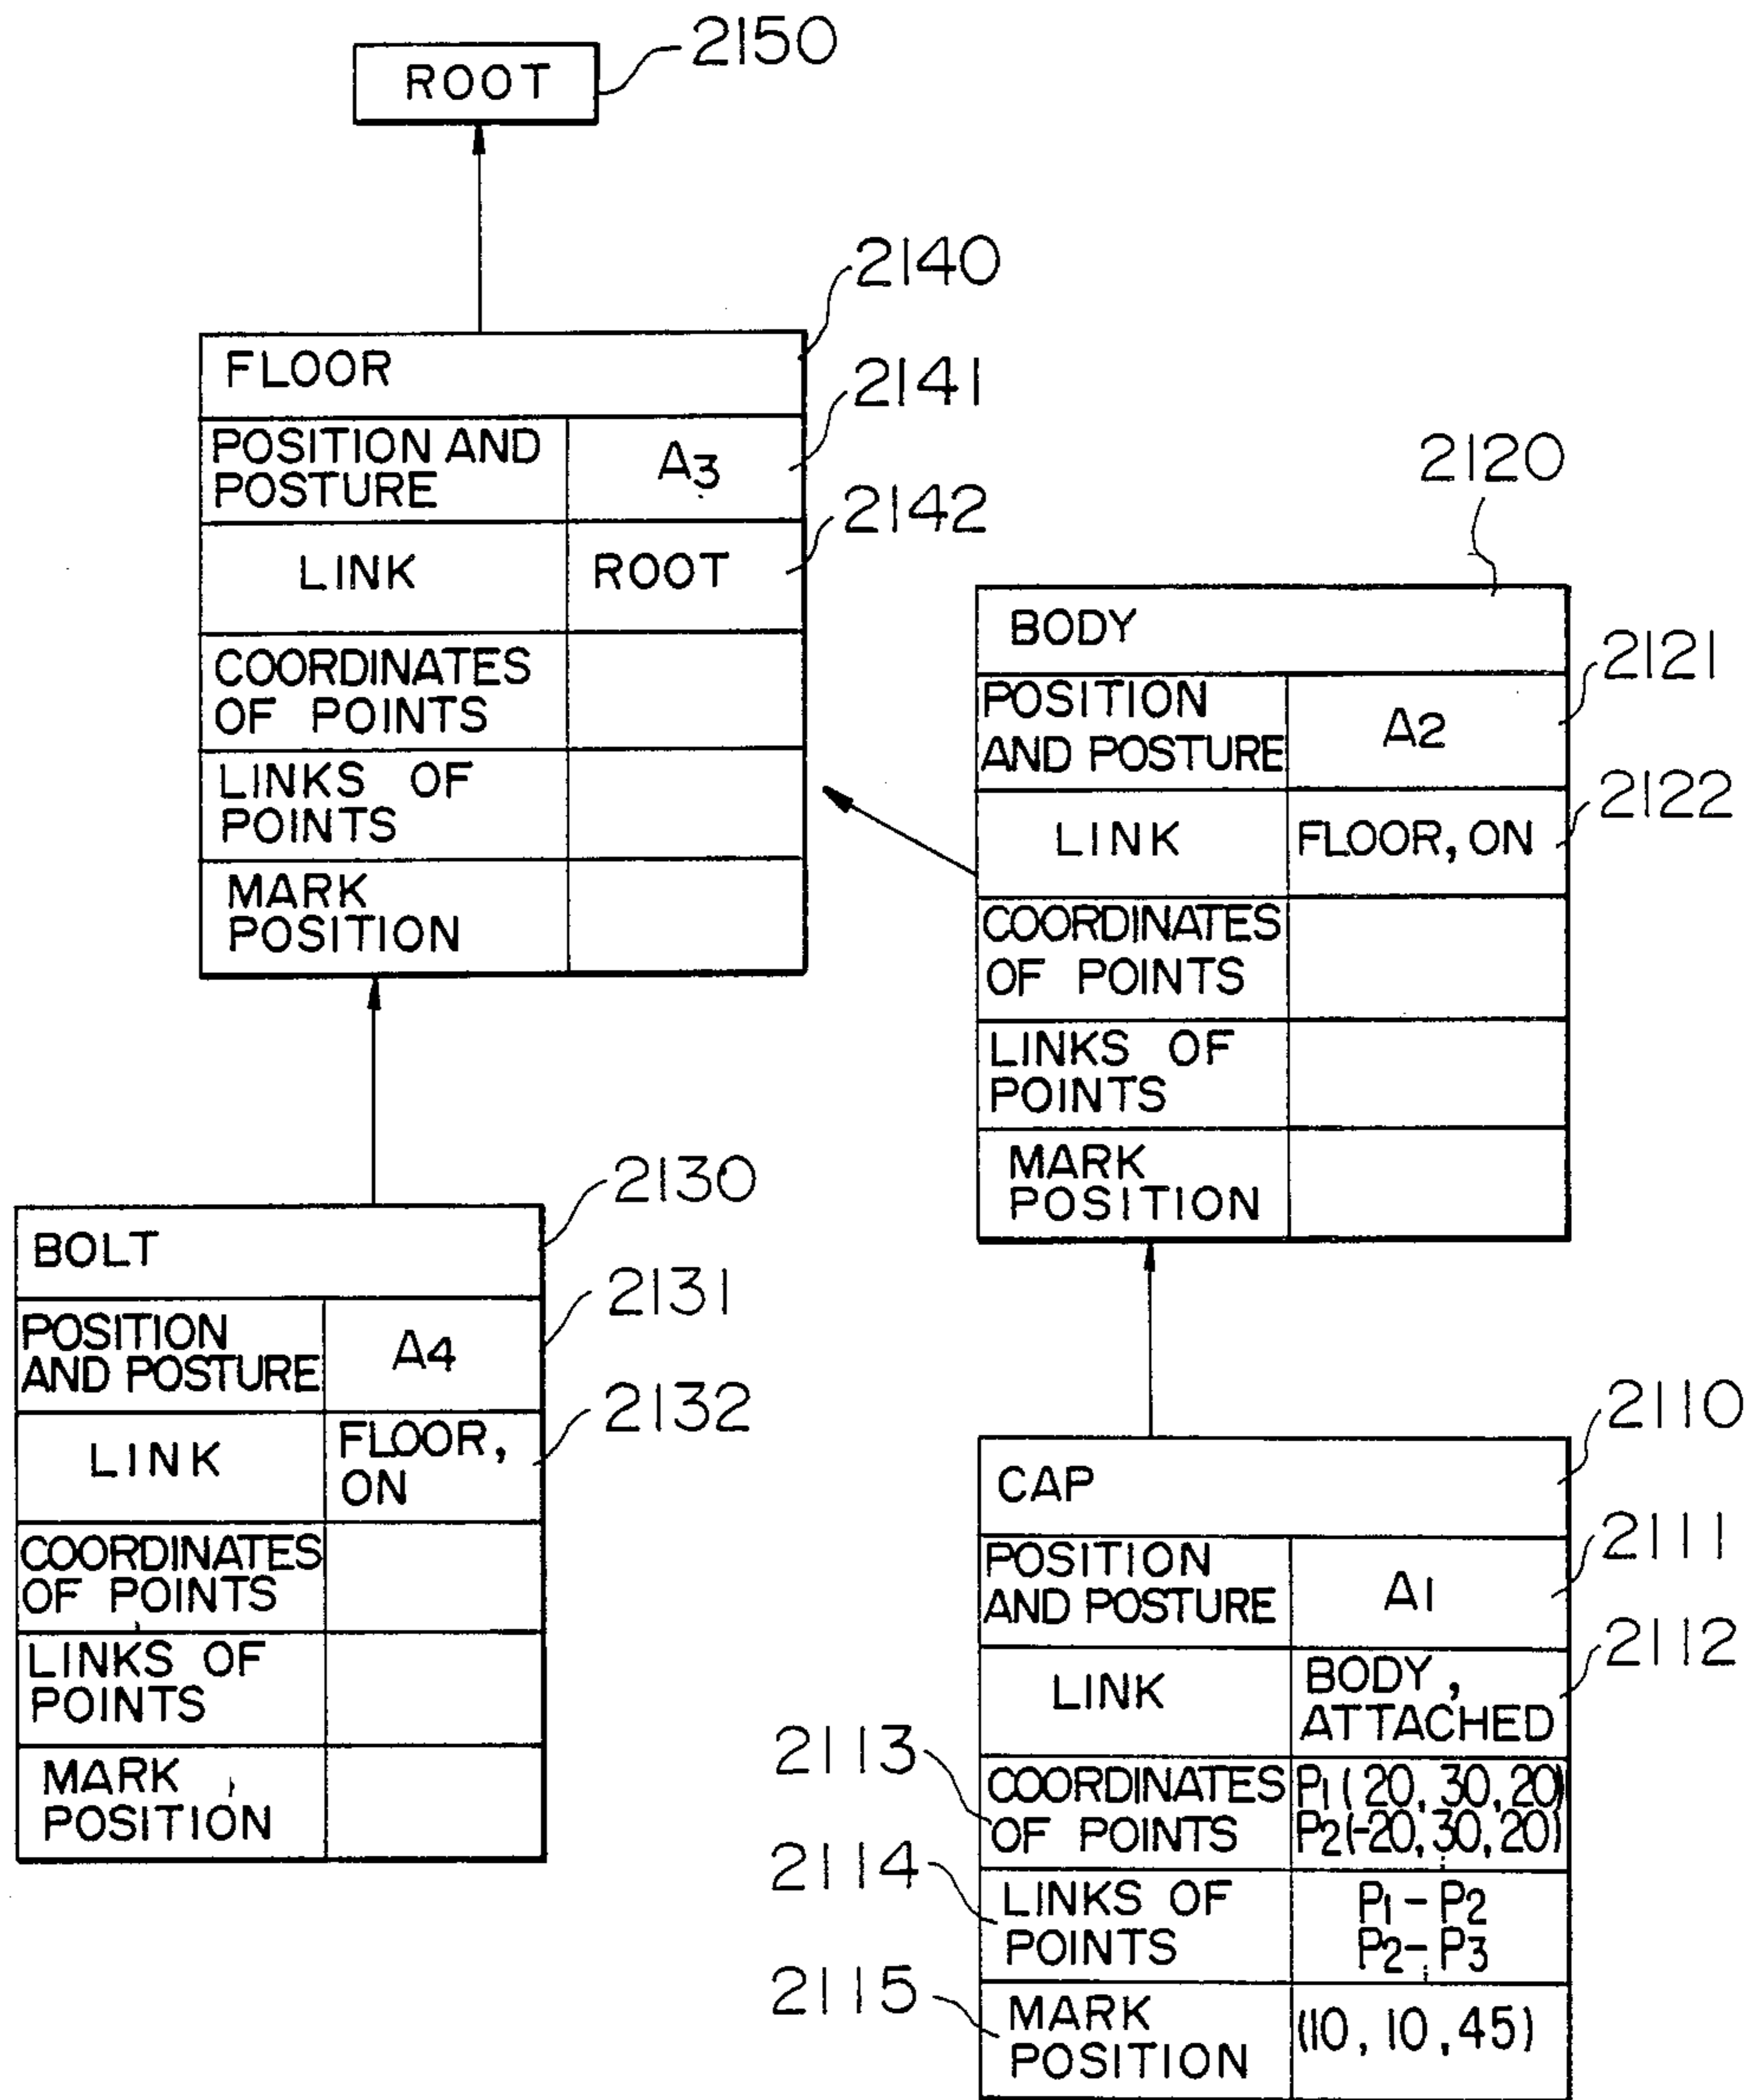 ROOT
2150
2140
FLOOR
2141
POSITION AND
POSTURE
A3
2142
LINK
ROOT
COORDINATES
OF POINTS
LINKS OF
POINTS
MARK
POSITION
2120
BODY
2121
POSITION
AND POSTURE
A2
2122
LINK
FLOOR, ON
COORDINATES
OF POINTS
LINKS OF
POINTS
MARK
POSITION
2130
BOLT
2131
POSITION
AND POSTURE
A4
2132
LINK
FLOOR,
ON
COORDINATES
OF POINTS
LINKS OF
POINTS
MARK
POSITION
2110
CAP
2111
POSITION
AND POSTURE
A1
2112
LINK
BODY,
ATTACHED
2113
COORDINATES
OF POINTS
P1(20,30,20)
P2(-20,30,20)
2114
LINKS OF
POINTS
P1-P2
P2-P3
2115
MARK
POSITION
(10,10,45)